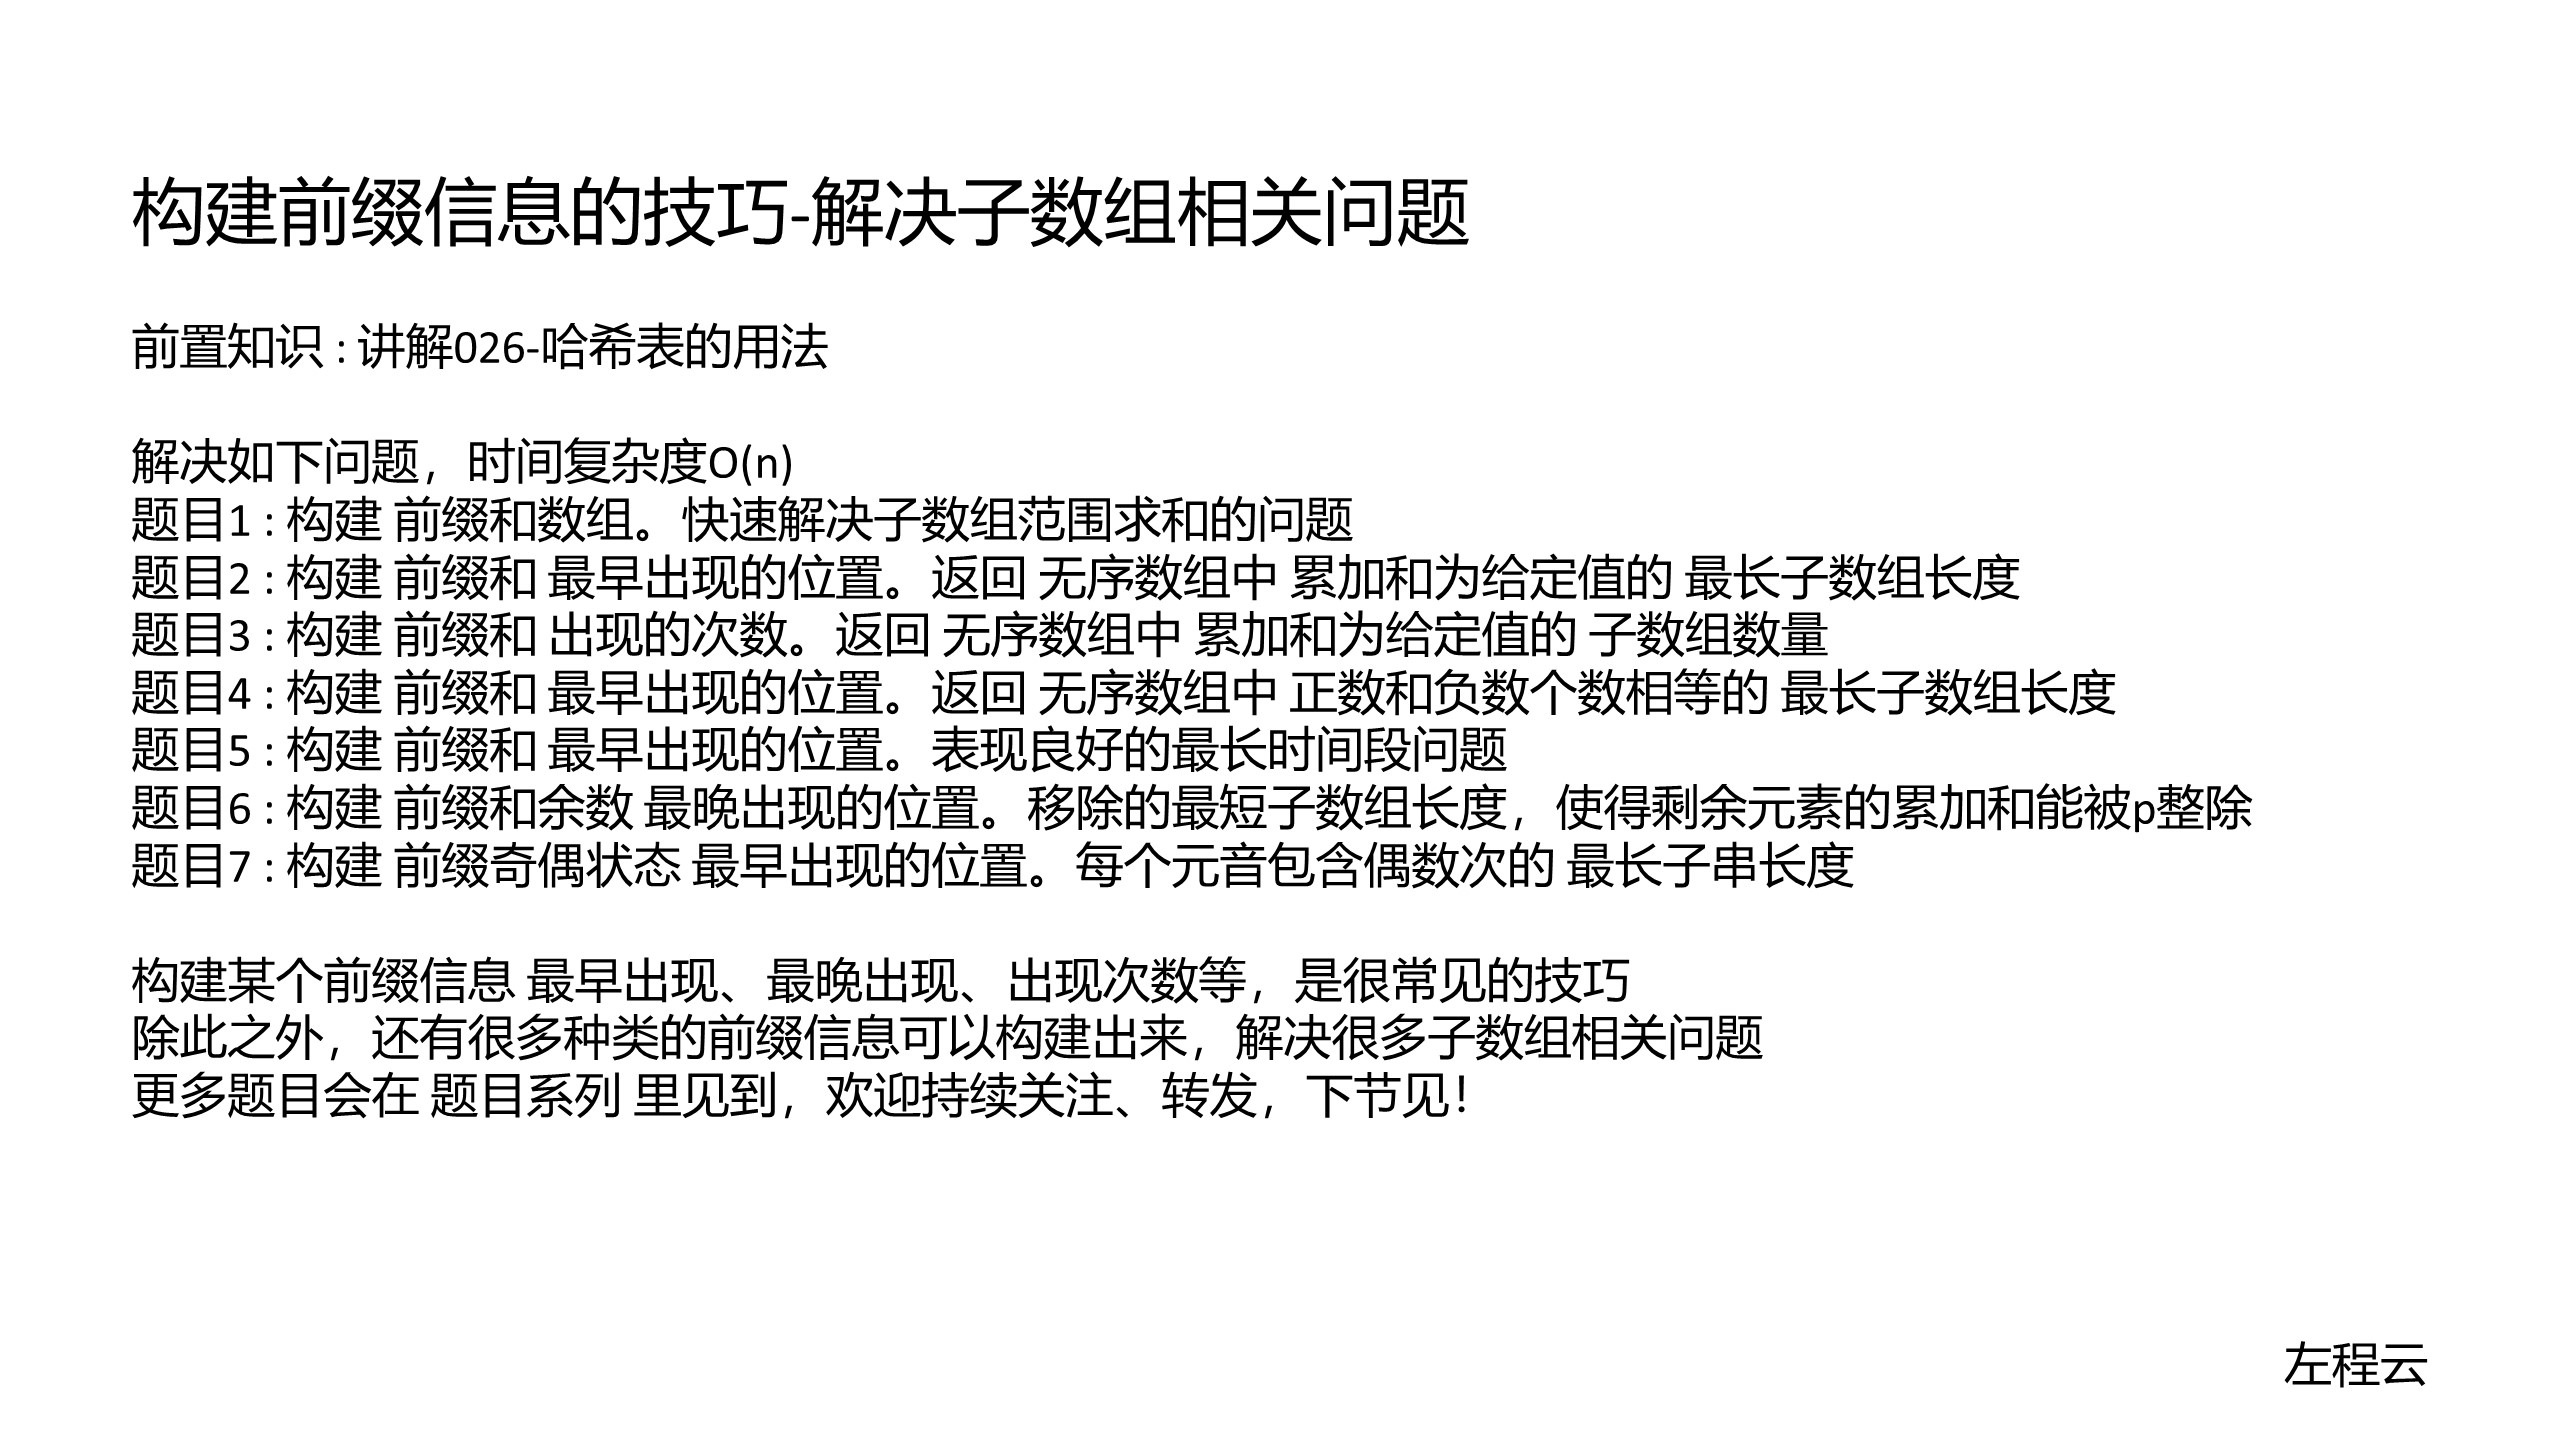 构建前缀信息的技巧-解决子数组相关问题
前置知识 : 讲解026-哈希表的用法
解决如下问题，时间复杂度O(n)
题目1 : 构建 前缀和数组。快速解决子数组范围求和的问题
题目2 : 构建 前缀和 最早出现的位置。返回 无序数组中 累加和为给定值的 最长子数组长度
题目3 : 构建 前缀和 出现的次数。返回 无序数组中 累加和为给定值的 子数组数量
题目4 : 构建 前缀和 最早出现的位置。返回 无序数组中 正数和负数个数相等的 最长子数组长度
题目5 : 构建 前缀和 最早出现的位置。表现良好的最长时间段问题
题目6 : 构建 前缀和余数 最晚出现的位置。移除的最短子数组长度，使得剩余元素的累加和能被p整除
题目7 : 构建 前缀奇偶状态 最早出现的位置。每个元音包含偶数次的 最长子串长度
构建某个前缀信息 最早出现、最晚出现、出现次数等，是很常见的技巧
除此之外，还有很多种类的前缀信息可以构建出来，解决很多子数组相关问题
更多题目会在 题目系列 里见到，欢迎持续关注、转发，下节见！
左程云